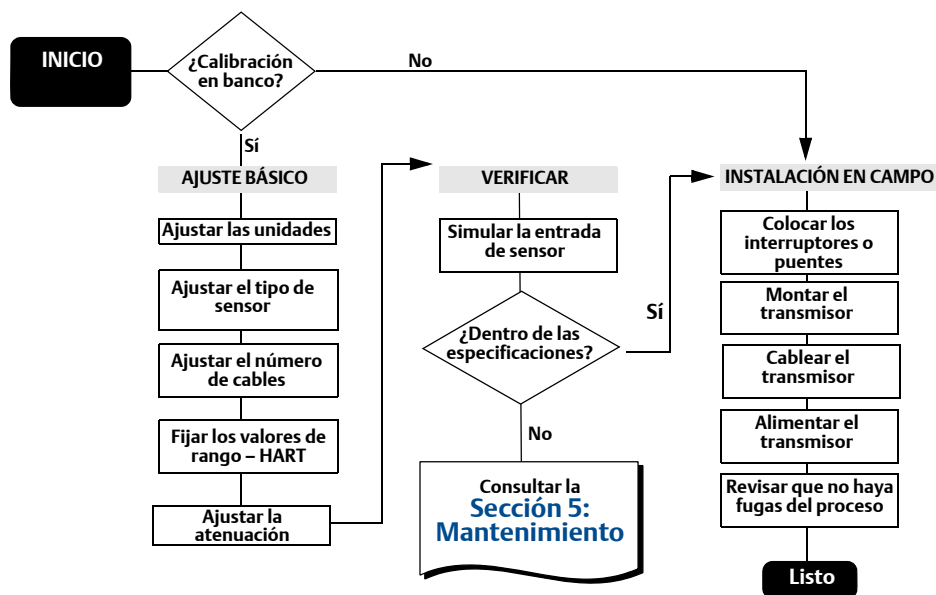 INICIO
¿Calibración
en banco?
No
Sí
AJUSTE BÁSICO
Ajustar las unidades
Ajustar el tipo de
sensor
Ajustar el número
de cables
Fijar los valores de
rango – HART
Ajustar la
atenuación
VERIFICAR
Simular la entrada
de sensor
¿Dentro de las
especificaciones?
Sí
No
Consultar la
Sección 5:
Mantenimiento
INSTALACIÓN EN CAMPO
Colocar los
interruptores o
puentes
Montar el
transmisor
Cablear el
transmisor
Alimentar el
transmisor
Revisar que no haya
fugas del proceso
Listo